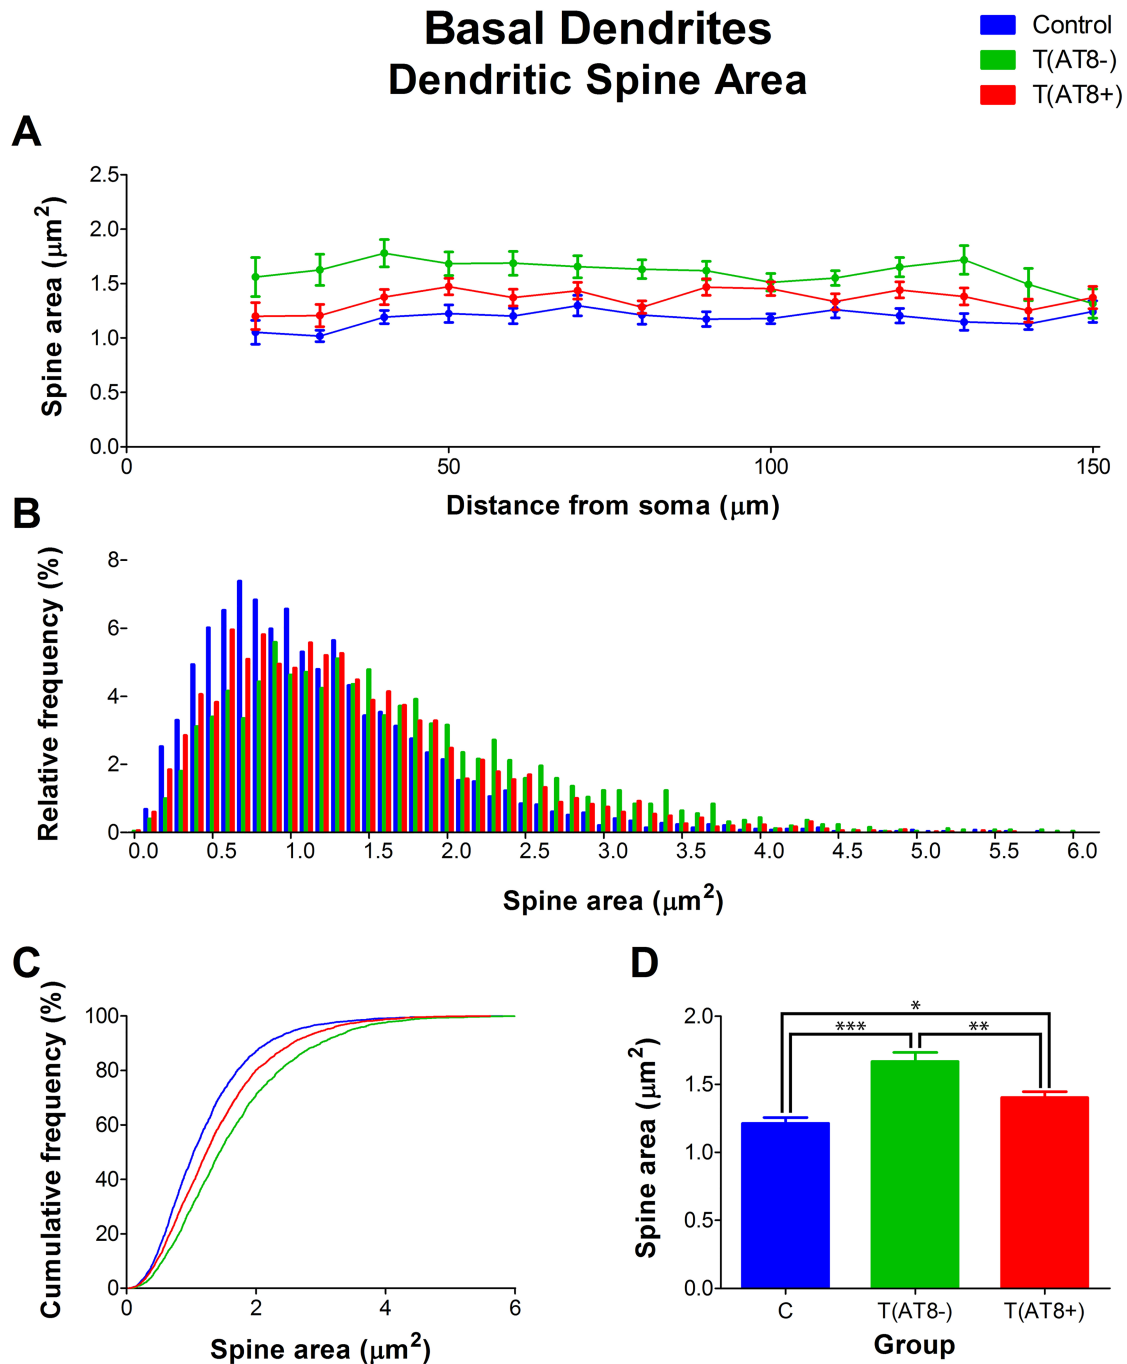 Basal Dendrites
Dendritic Spine Area
Control
T(AT8-)
T(AT8+)
A
Spine area (μm²)
2.5
2.0
1.5
1.0
0.5
0.0
0 50 100 150
Distance from soma (μm)
B
Relative frequency (%)
8
6
4
2
0
0.0 0.5 1.0 1.5 2.0 2.5 3.0 3.5 4.0 4.5 5.0 5.5 6.0
Spine area (μm²)
C
Cumulative frequency (%)
100
80
60
40
20
0
0 2 4 6
Spine area (μm²)
D
Spine area (μm²)
2.0
1.5
1.0
0.5
0.0
*
*** **
C T(AT8-) T(AT8+)
Group